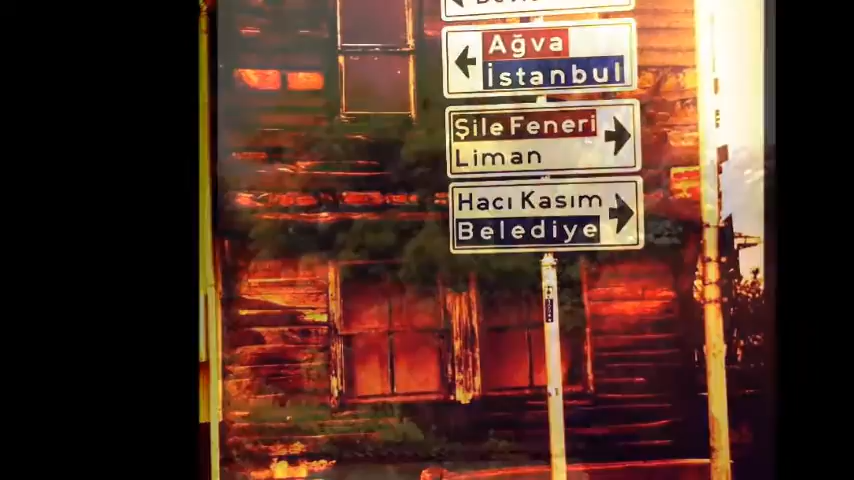 Ağva
İstanbul
Şile Feneri
Liman
Hacı Kasım
Belediye